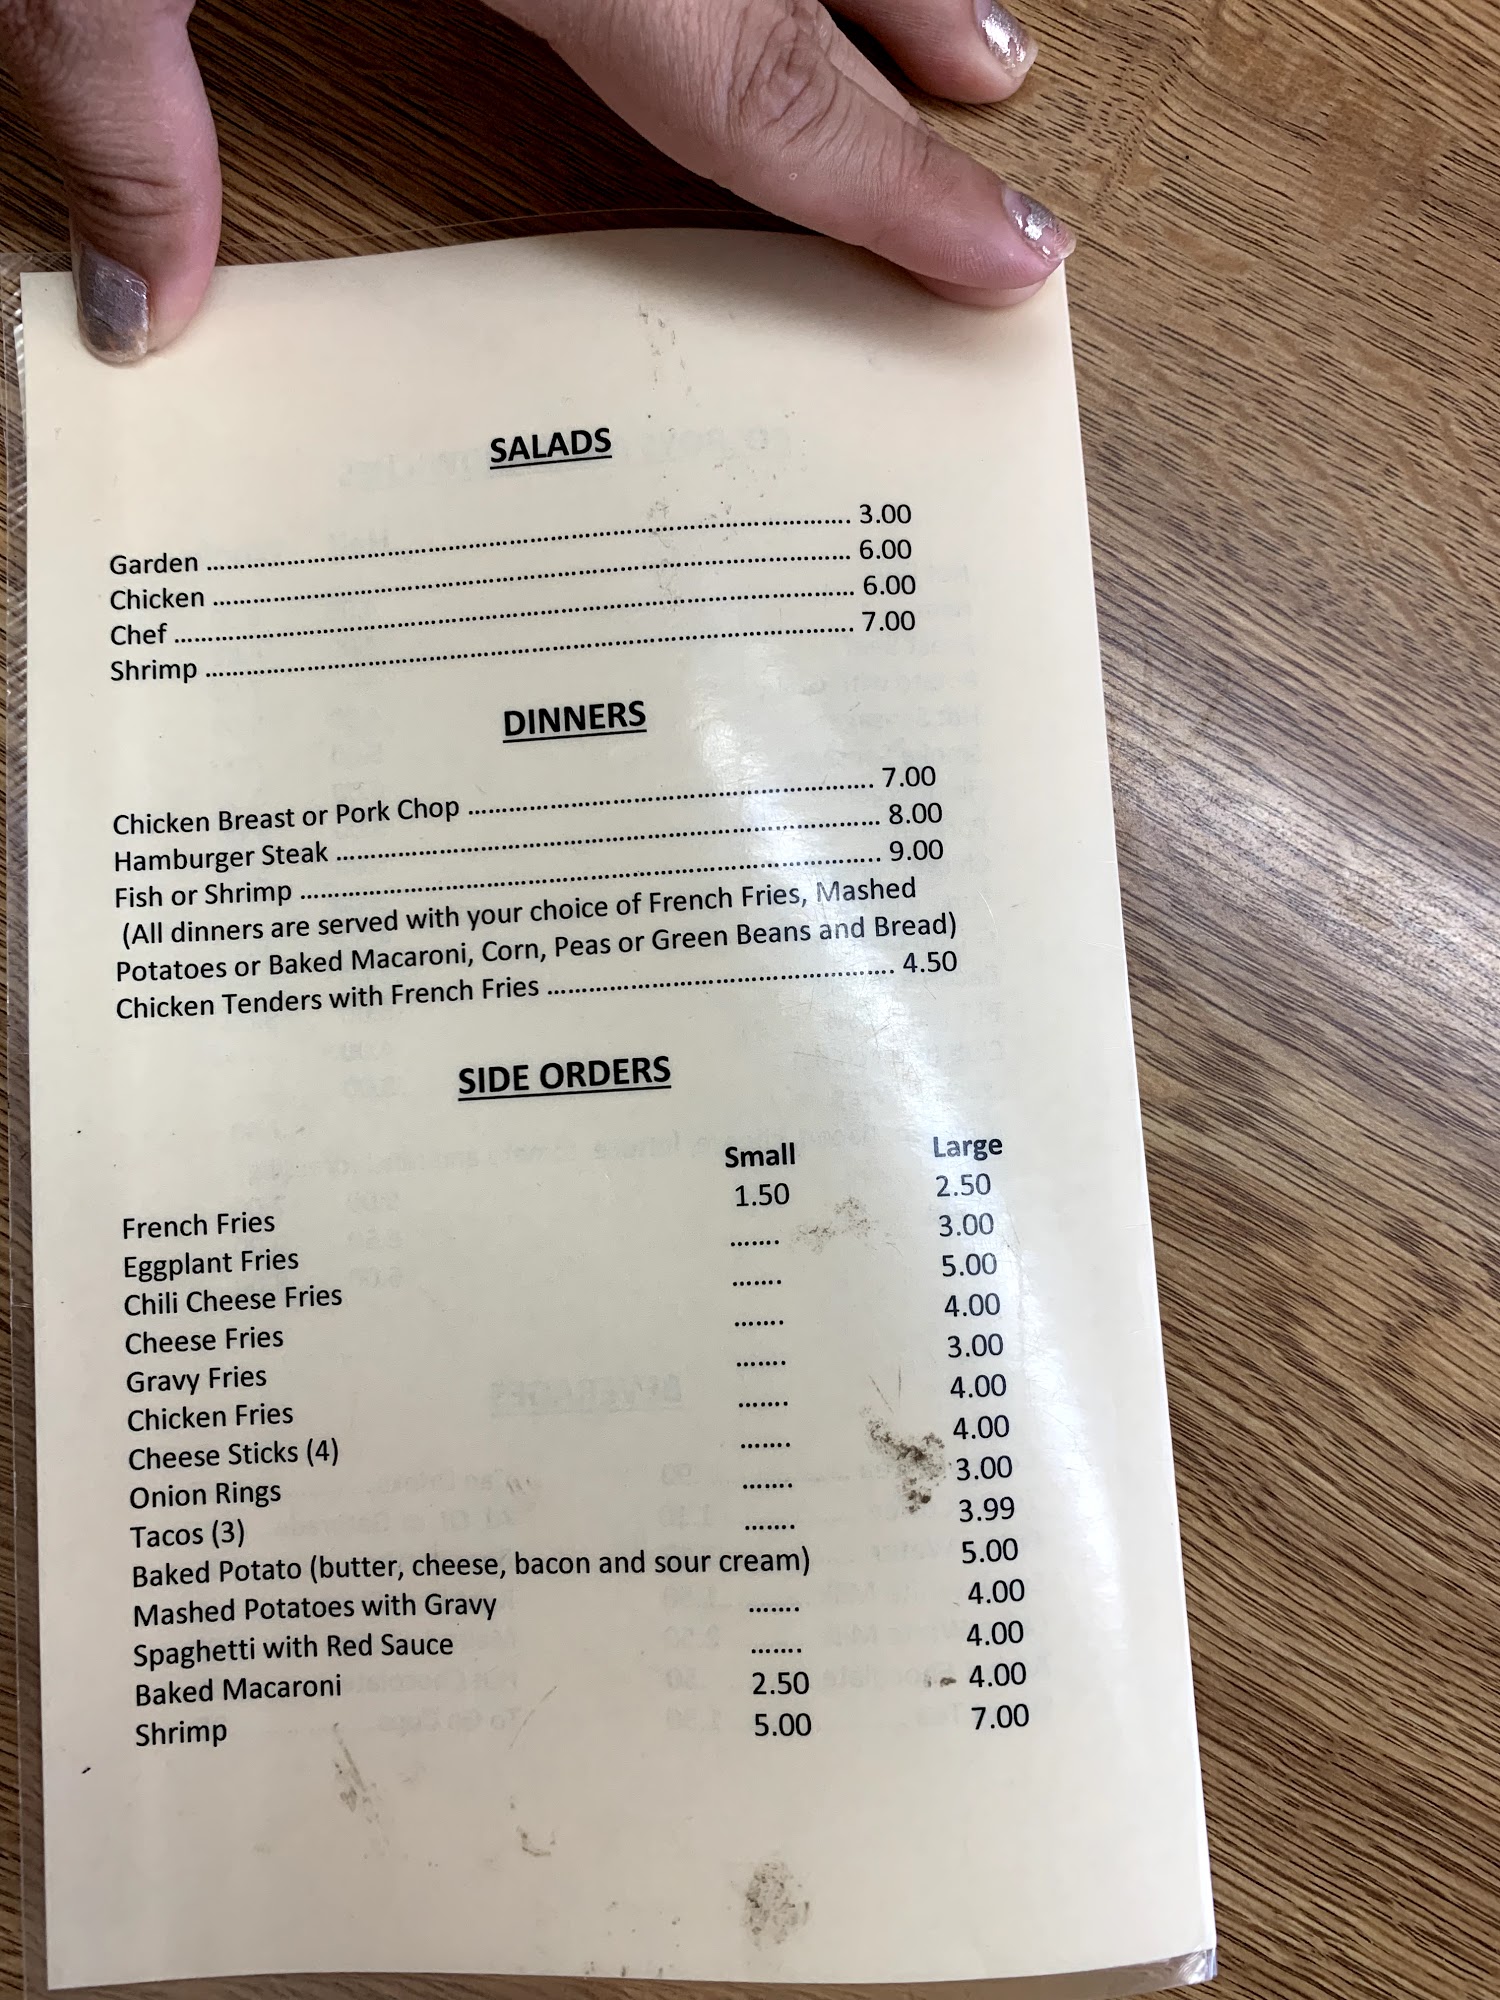 SALADS
Garden ........ 3.00
Chicken ........ 6.00
Chef ........ 6.00
Shrimp ........ 7.00
DINNERS
Chicken Breast or Pork Chop ........ 7.00
Hamburger Steak ........ 8.00
Fish or Shrimp ........ 9.00
(All dinners are served with your choice of French Fries, Mashed
Potatoes or Baked Macaroni, Corn, Peas or Green Beans and Bread)
Chicken Tenders with French Fries ........ 4.50
SIDE ORDERS
Small Large
French Fries 1.50 2.50
Eggplant Fries ....... 3.00
Chili Cheese Fries ....... 5.00
Cheese Fries ....... 4.00
Gravy Fries ....... 3.00
Chicken Fries ....... 4.00
Cheese Sticks (4) ....... 4.00
Onion Rings ....... 3.00
Tacos (3) ....... 3.99
Baked Potato (butter, cheese, bacon and sour cream) 5.00
Mashed Potatoes with Gravy ....... 4.00
Spaghetti with Red Sauce ....... 4.00
Baked Macaroni 2.50 4.00
Shrimp 5.00 7.00